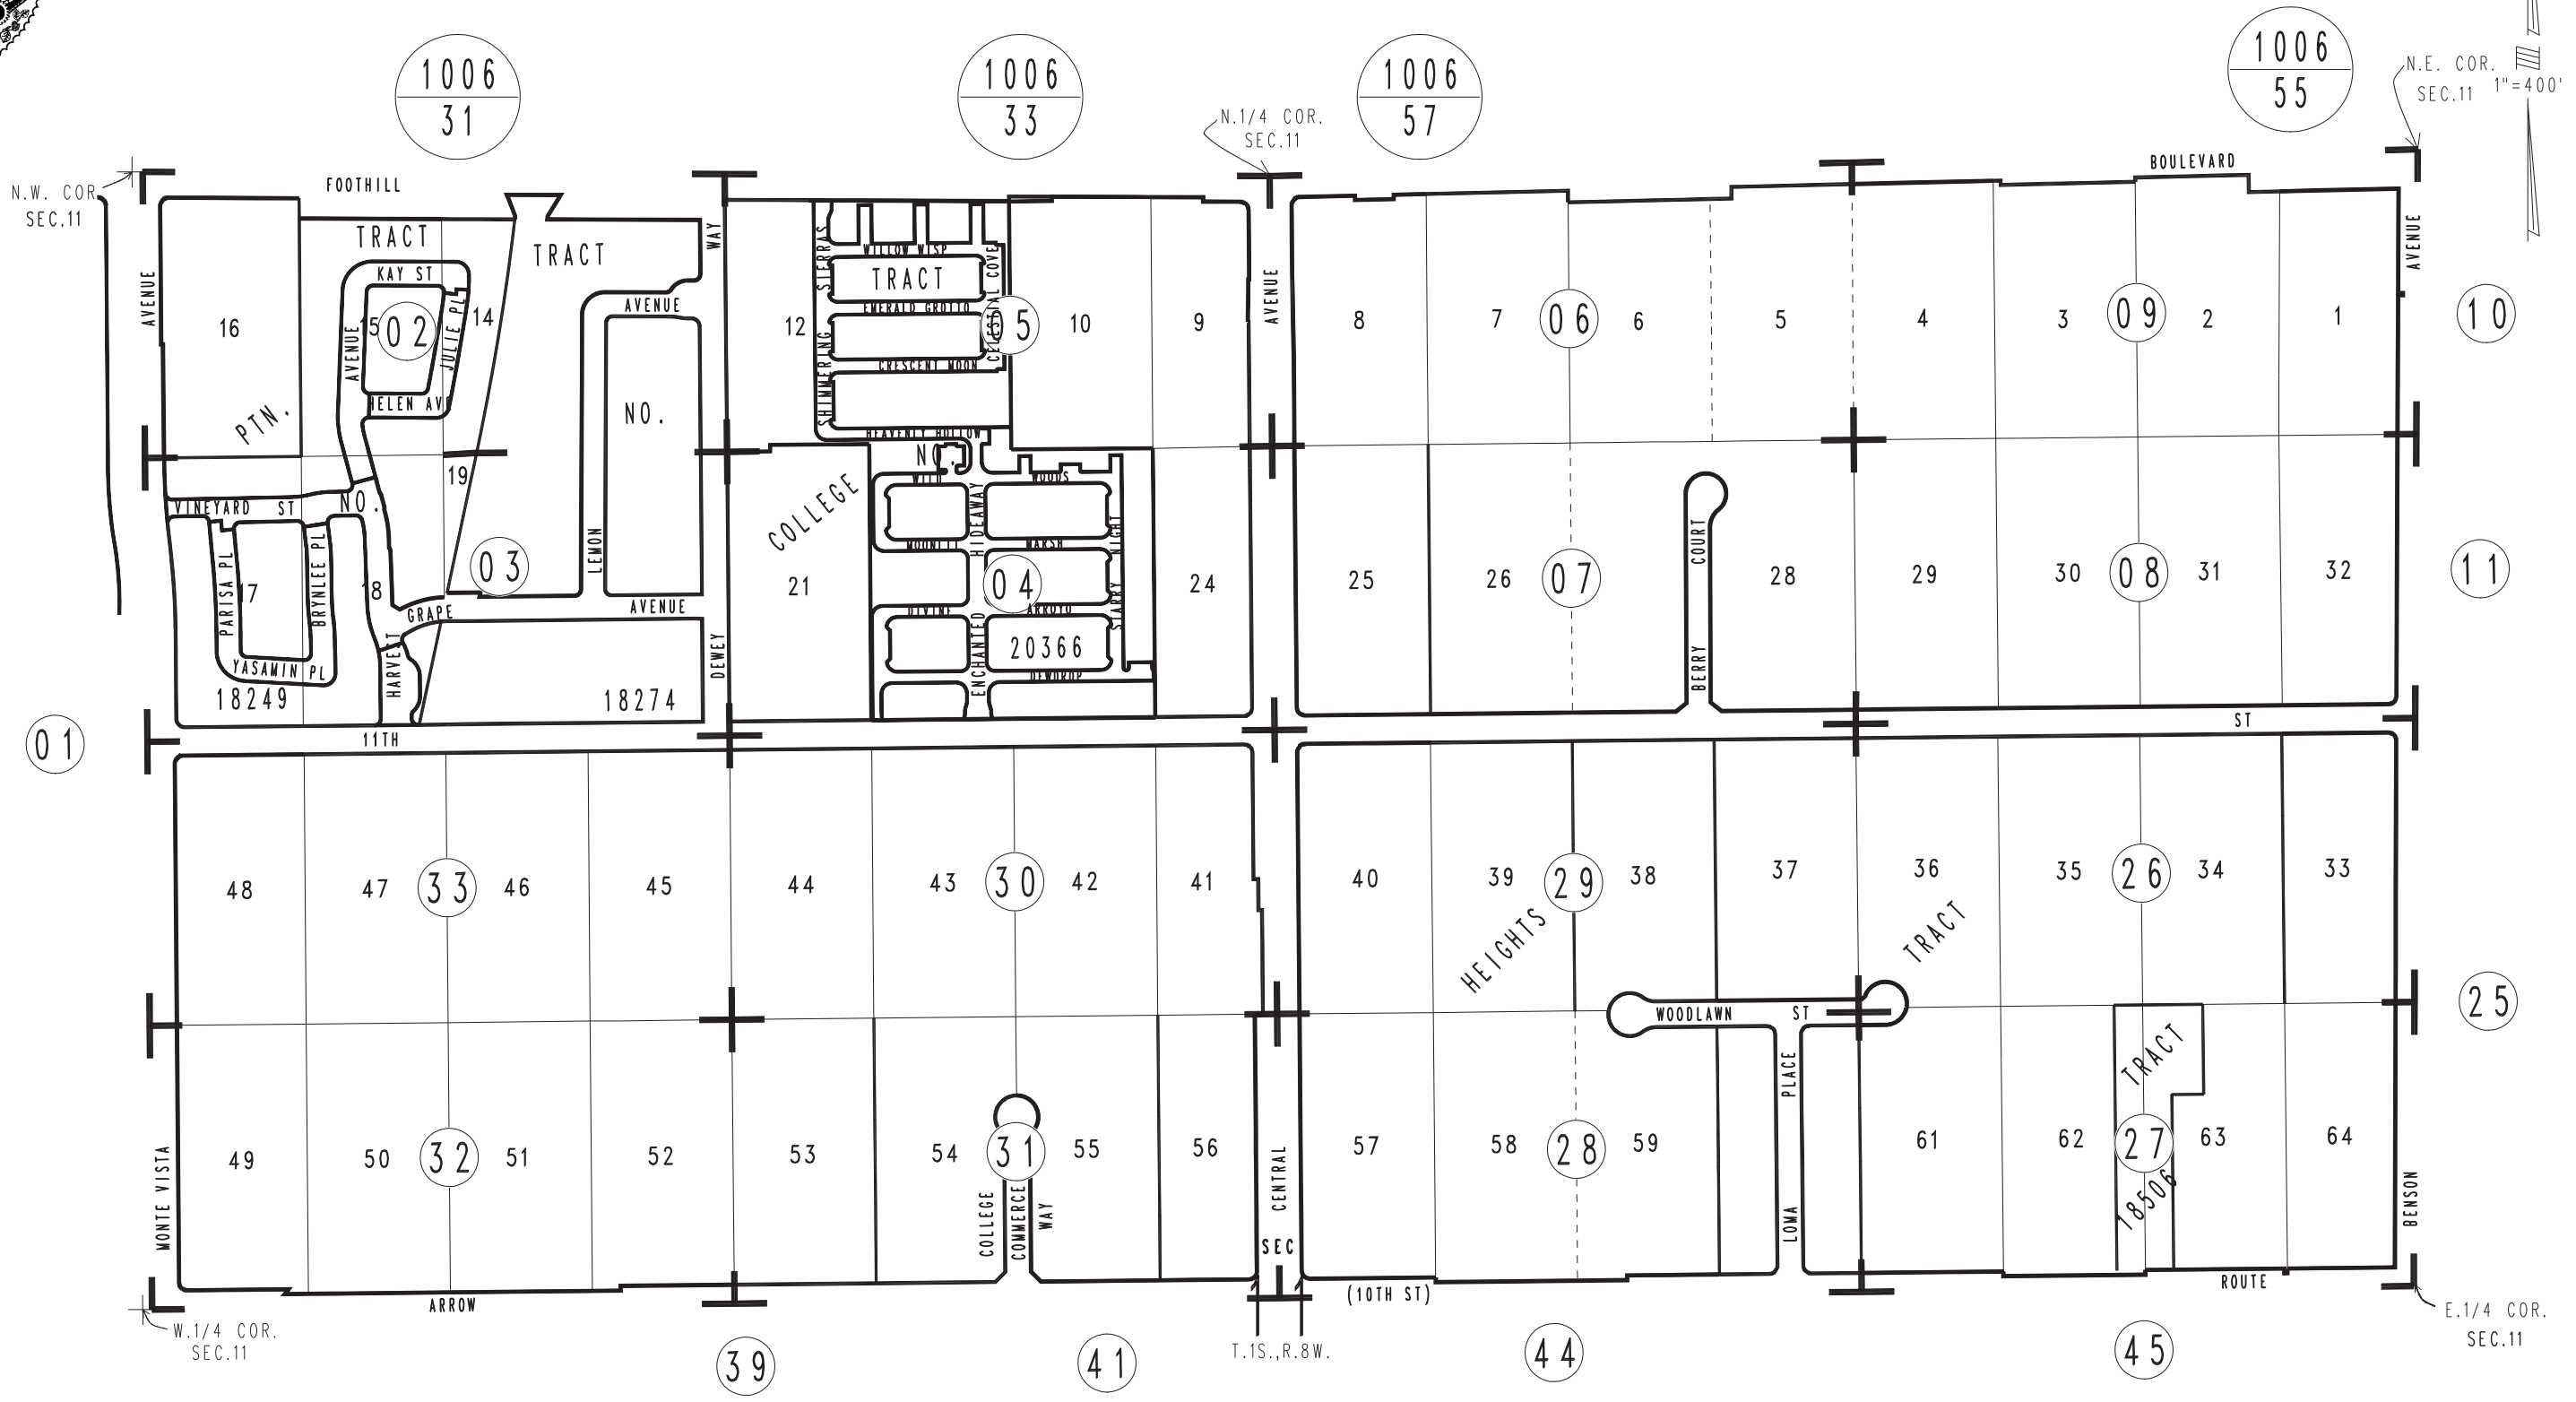 1006
31
1006
33
1006
57
1006
55
N.E. COR.
SEC.11
1"=400'
N.1/4 COR.
SEC.11
N.W. COR.
SEC.11
FOOTHILL
BOULEVARD
AVENUE
WAY
AVENUE
AVENUE
TRACT
TRACT
KAY ST
JULIE PL
AVENUE
HELEN AVE
AVENUE
SIERRAS
SHIMMERING
WILLOW WISP
TRACT
EMERALD GROTTO
CRESCENT MOON
CELESTIAL COVE
HEAVENLY HOLLOW
16
15
02
14
12
05
10
9
8
7
06
6
5
4
3
09
2
1
10
PTN.
NO.
19
NO.
NO.
VINEYARD ST
PARISA PL
BRYNLEE PL
YASAMIN PL
17
18
18249
03
LEMON
GRAPE
AVENUE
HARVEST
18274
DEWEY
COLLEGE
21
WILD
WOODS
HIDEAWAY
MOONLIT
MARSH
NIGHT
04
DIVINE
ARROYO
STARRY
ENCHANTED
20366
DEWDROP
24
25
26
07
COURT
BERRY
28
29
30
08
31
32
11
01
11TH
ST
48
47
33
46
45
44
43
30
42
41
40
39
29
38
37
36
35
26
34
33
HEIGHTS
TRACT
25
WOODLAWN ST
PLACE
LOMA
TRACT
18506
MONTE VISTA
49
50
32
51
52
53
54
31
55
56
57
58
28
59
61
62
27
63
64
COLLEGE
COMMERCE
WAY
CENTRAL
SEC
BENSON
ARROW
(10TH ST)
ROUTE
W.1/4 COR.
SEC.11
T.1S.,R.8W.
E.1/4 COR.
SEC.11
39
41
44
45